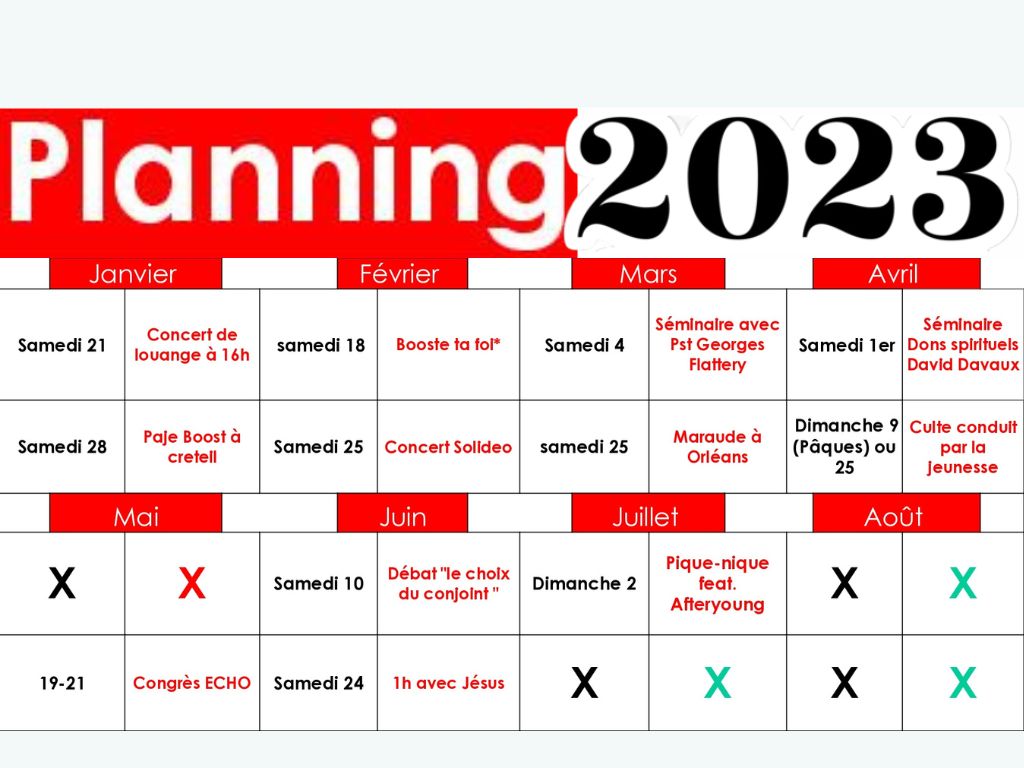 Planning 2023
Janvier Février Mars Avril
Samedi 21
Concert de
louange à 16h
samedi 18
Booste ta foi*
Samedi 4
Séminaire avec
Pst Georges
Flattery
Samedi 1er
Séminaire
Dons spirituels
David Davaux
Samedi 28
Paje Boost à
creteil
Samedi 25
Concert Solideo
samedi 25
Maraude à
Orléans
Dimanche 9
(Pâques) ou
25
Culte conduit
par la
jeunesse
Mai Juin Juillet Août
X
X
Samedi 10
Débat "le choix
du conjoint "
Dimanche 2
Pique-nique
feat.
Afteryoung
X
X
19-21
Congrès ECHO
Samedi 24
1h avec Jésus
X
X
X
X